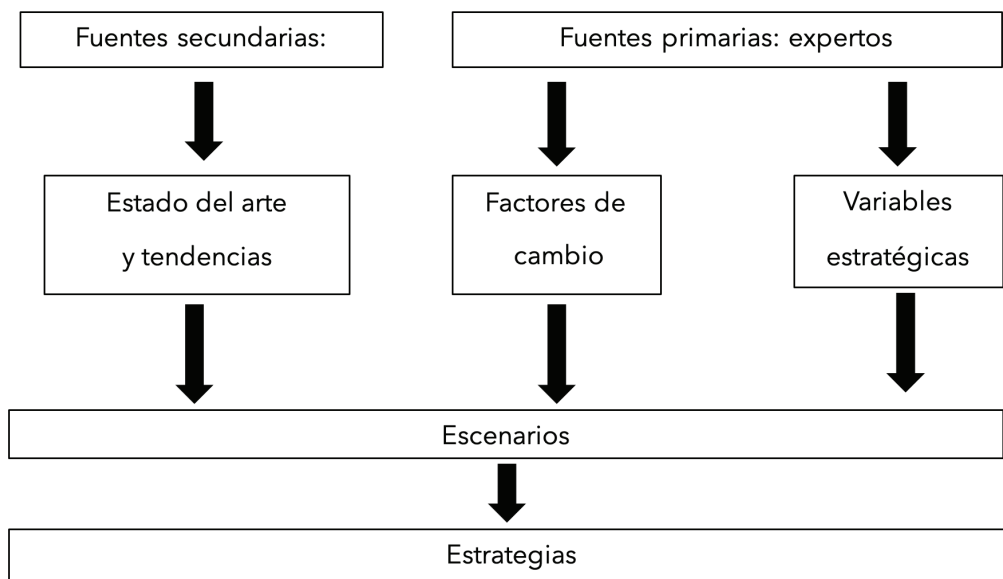 Fuentes secundarias:
Fuentes primarias: expertos
Estado del arte
y tendencias
Factores de
cambio
Variables
estratégicas
Escenarios
Estrategias